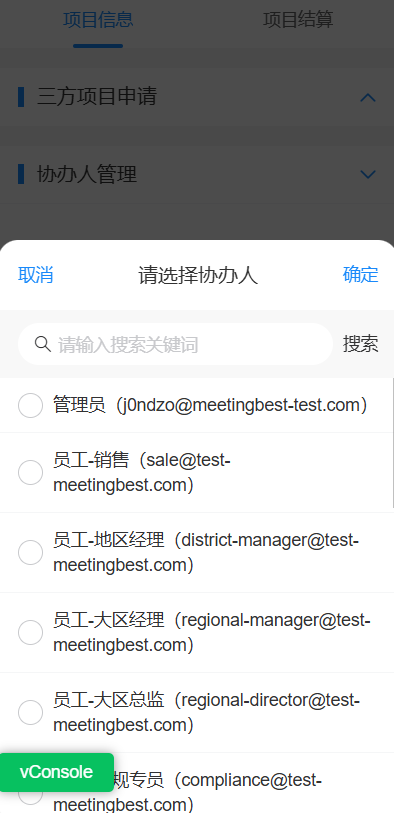 项目信息
项目结算
三方项目申请
协办人管理
取消
请选择协办人
确定
请输入搜索关键词
搜索
管理员（j0ndzo@meetingbest-test.com）
员工-销售（sale@test-
meetingbest.com）
员工-地区经理（district-manager@test-
meetingbest.com）
员工-大区经理（regional-manager@test-
meetingbest.com）
员工-大区总监（regional-director@test-
meetingbest.com）
vConsole
规专员（compliance@test-
meetingbest.com）